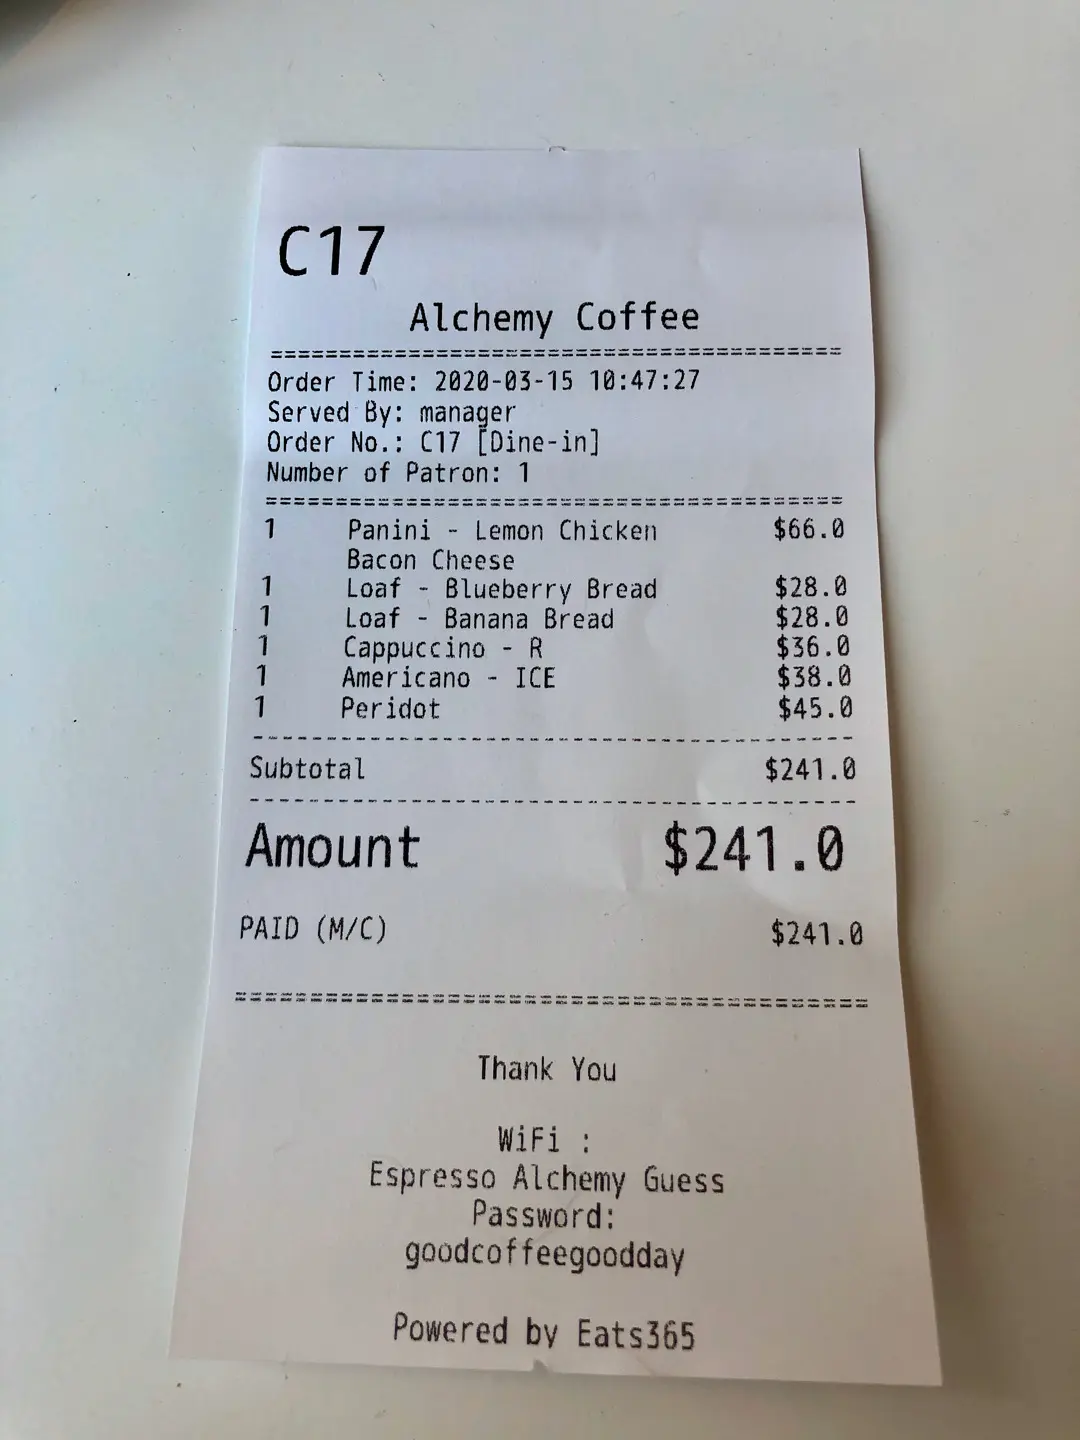 C17
Alchemy Coffee
==========================================
Order Time: 2020-03-15 10:47:27
Served By: manager
Order No.: C17 [Dine-in]
Number of Patron: 1
==========================================
1 Panini - Lemon Chicken $66.0
Bacon Cheese
1 Loaf - Blueberry Bread $28.0
1 Loaf - Banana Bread $28.0
1 Cappuccino - R $36.0
1 Americano - ICE $38.0
1 Peridot $45.0
------------------------------------------
Subtotal $241.0
------------------------------------------
Amount $241.0
PAID (M/C) $241.0
==========================================
Thank You
WiFi :
Espresso Alchemy Guess
Password:
goodcoffeegoodday
Powered by Eats365